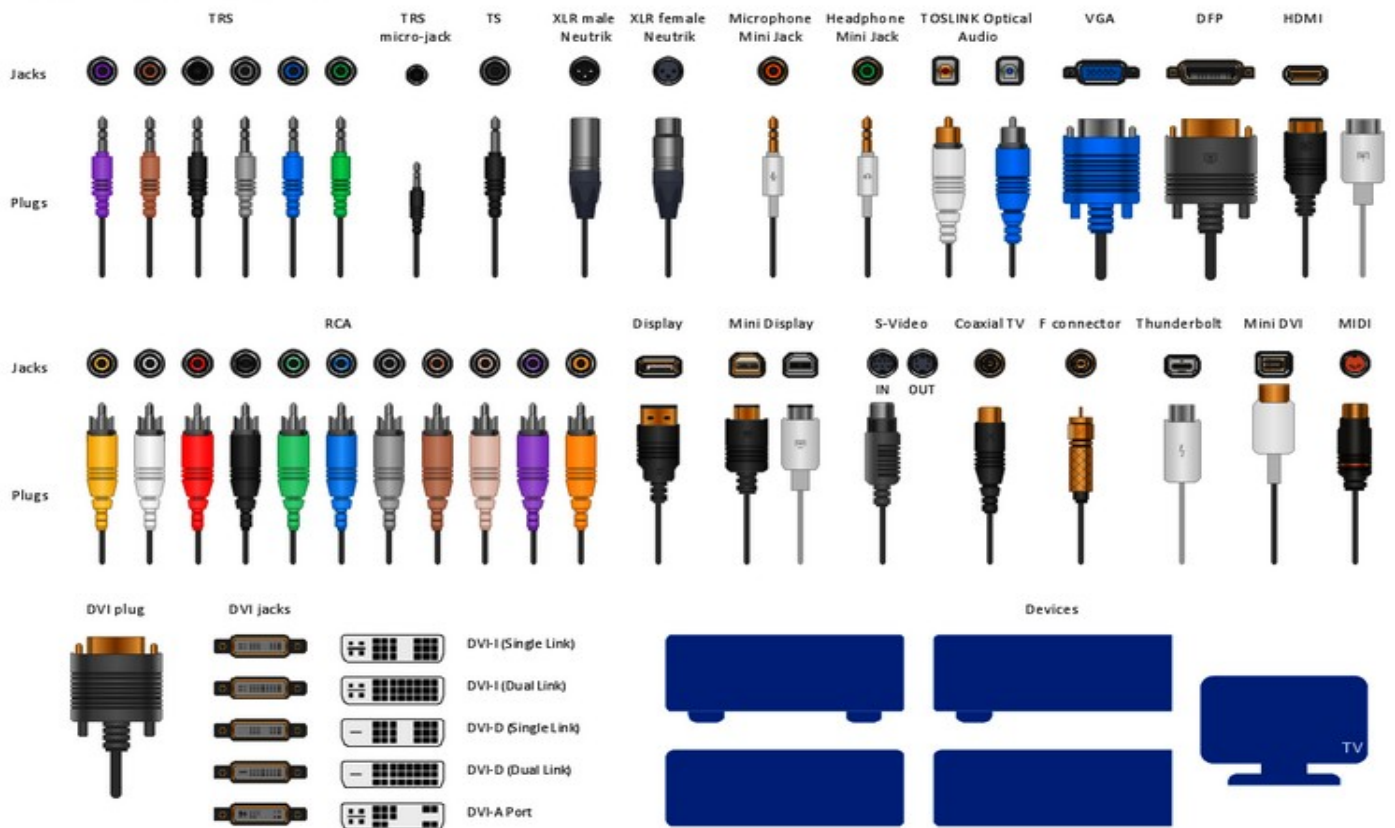 TRS
TRS
micro-jack
TS
XLR male
Neutrik
XLR female
Neutrik
Microphone
Mini Jack
Headphone
Mini Jack
TOSLINK Optical
Audio
VGA
DFP
HDMI
Jacks
Plugs
RCA
Display
Mini Display
S-Video
Coaxial TV
F connector
Thunderbolt
Mini DVI
MIDI
Jacks
IN
OUT
Plugs
DVI plug
DVI jacks
Devices
DVI-I (Single Link)
DVI-I (Dual Link)
DVI-D (Single Link)
DVI-D (Dual Link)
DVI-A Port
TV